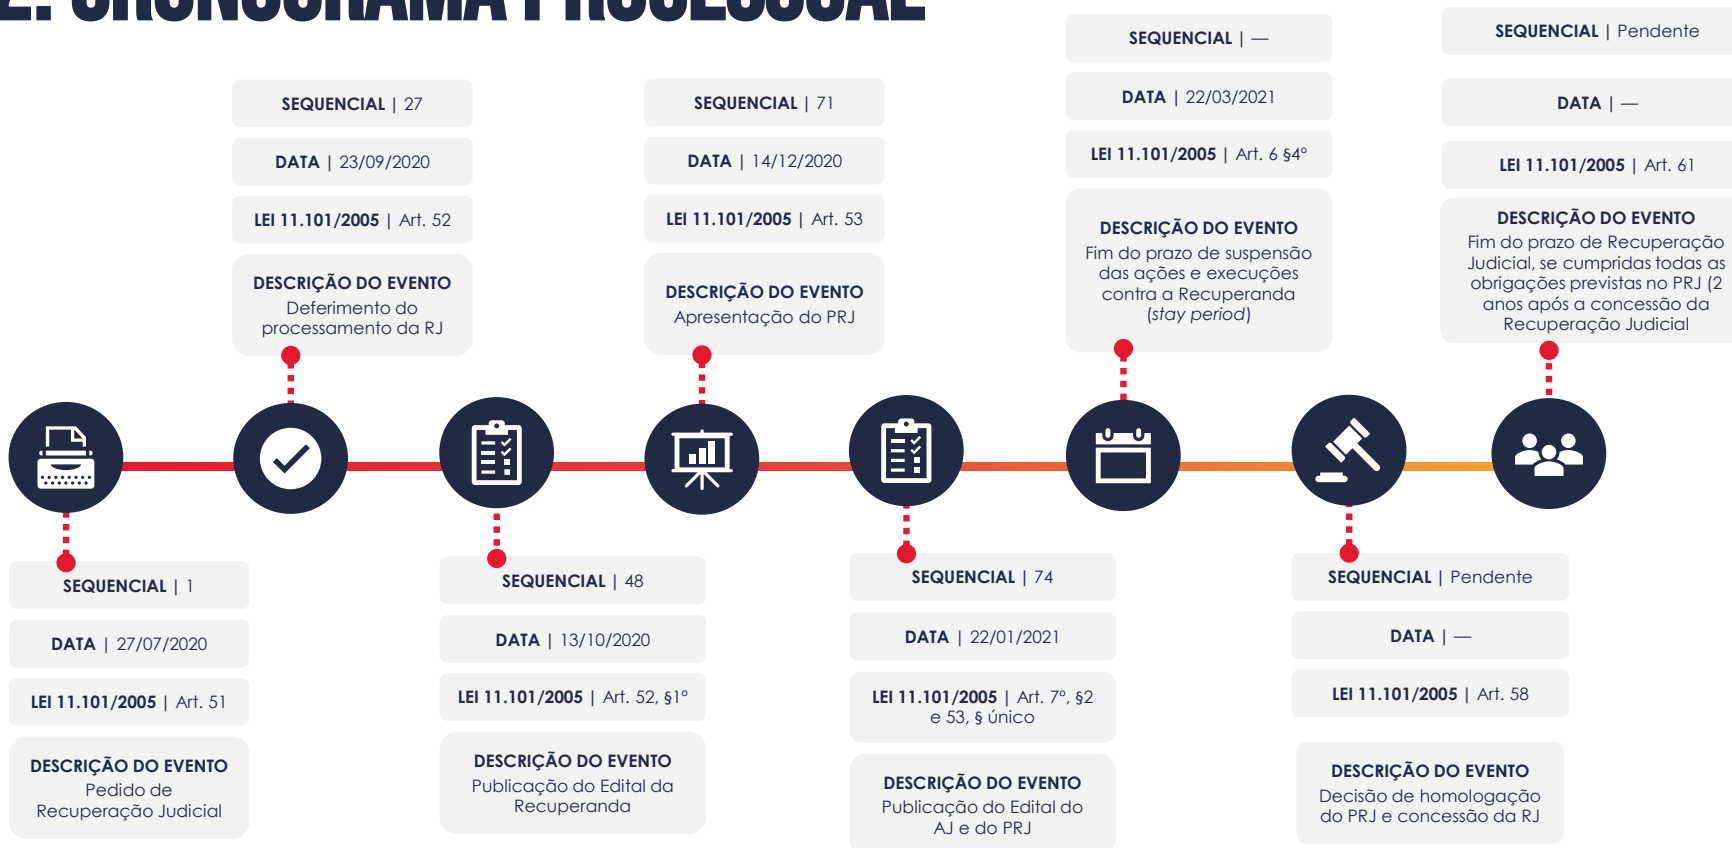 2. CRONOGRAMA PROCESSUAL
SEQUENCIAL | 1
DATA | 27/07/2020
LEI 11.101/2005 | Art. 51
DESCRIÇÃO DO EVENTO
Pedido de
Recuperação Judicial
SEQUENCIAL | 27
DATA | 23/09/2020
LEI 11.101/2005 | Art. 52
DESCRIÇÃO DO EVENTO
Deferimento do
processamento da RJ
SEQUENCIAL | 48
DATA | 13/10/2020
LEI 11.101/2005 | Art. 52, §1º
DESCRIÇÃO DO EVENTO
Publicação do Edital da
Recuperanda
SEQUENCIAL | 71
DATA | 14/12/2020
LEI 11.101/2005 | Art. 53
DESCRIÇÃO DO EVENTO
Apresentação do PRJ
SEQUENCIAL | 74
DATA | 22/01/2021
LEI 11.101/2005 | Art. 7º, §2
e 53, § único
DESCRIÇÃO DO EVENTO
Publicação do Edital do
AJ e do PRJ
SEQUENCIAL | —
DATA | 22/03/2021
LEI 11.101/2005 | Art. 6 §4º
DESCRIÇÃO DO EVENTO
Fim do prazo de suspensão
das ações e execuções
contra a Recuperanda
(stay period)
SEQUENCIAL | Pendente
DATA | —
LEI 11.101/2005 | Art. 58
DESCRIÇÃO DO EVENTO
Decisão de homologação
do PRJ e concessão da RJ
SEQUENCIAL | Pendente
DATA | —
LEI 11.101/2005 | Art. 61
DESCRIÇÃO DO EVENTO
Fim do prazo de Recuperação
Judicial, se cumpridas todas as
obrigações previstas no PRJ (2
anos após a concessão da
Recuperação Judicial